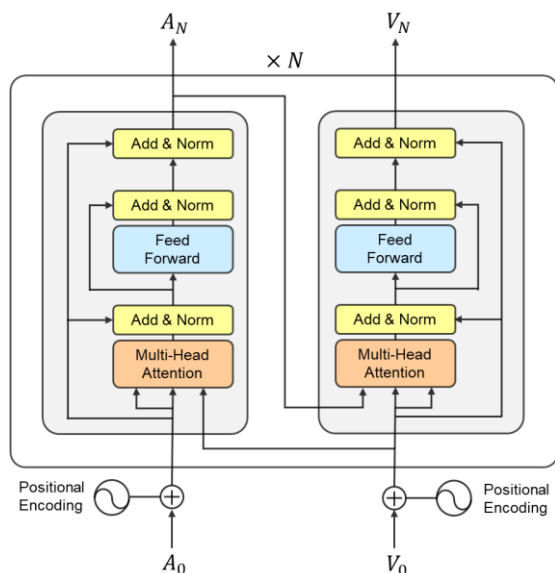 A_N
V_N
× N
Add & Norm
Add & Norm
Feed
Forward
Add & Norm
Multi-Head
Attention
Add & Norm
Add & Norm
Feed
Forward
Add & Norm
Multi-Head
Attention
Positional
Encoding
Positional
Encoding
A_0
V_0